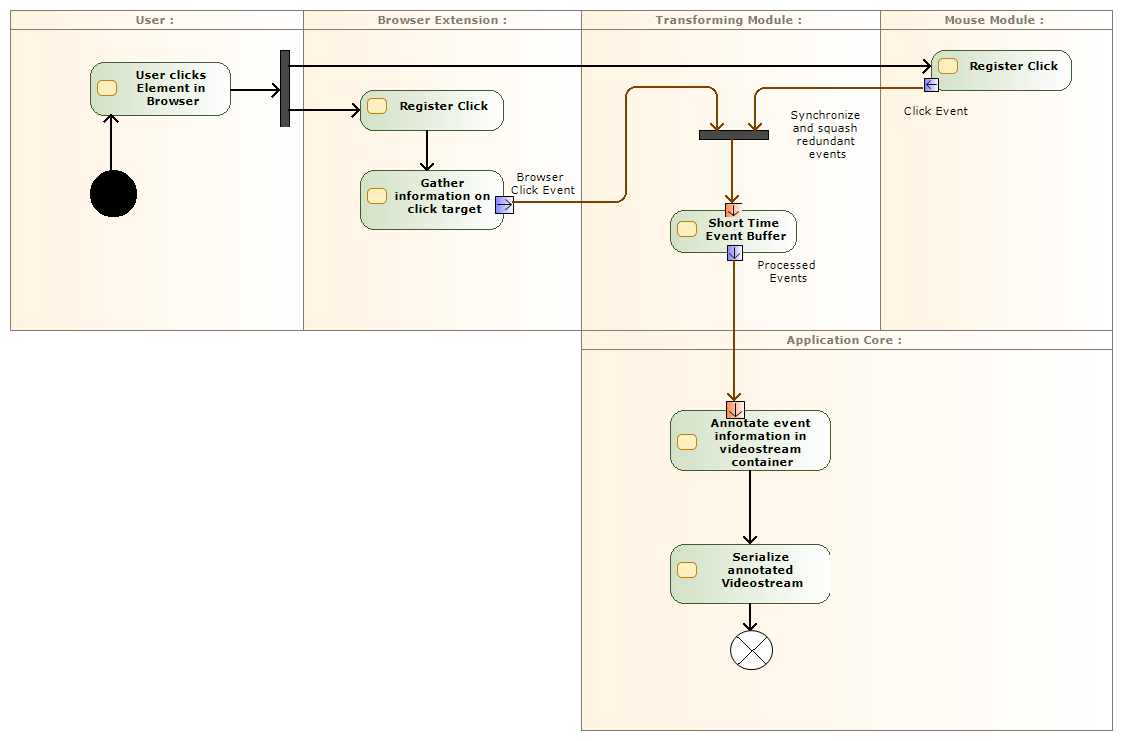 User :
Browser Extension :
Transforming Module :
Mouse Module :
User clicks
Element in
Browser
Register Click
Gather
information on
click target
Browser
Click Event
Synchronize
and squash
redundant
events
Register Click
Click Event
Short Time
Event Buffer
Processed
Events
Application Core :
Annotate event
information in
videostream
container
Serialize
annotated
Videostream